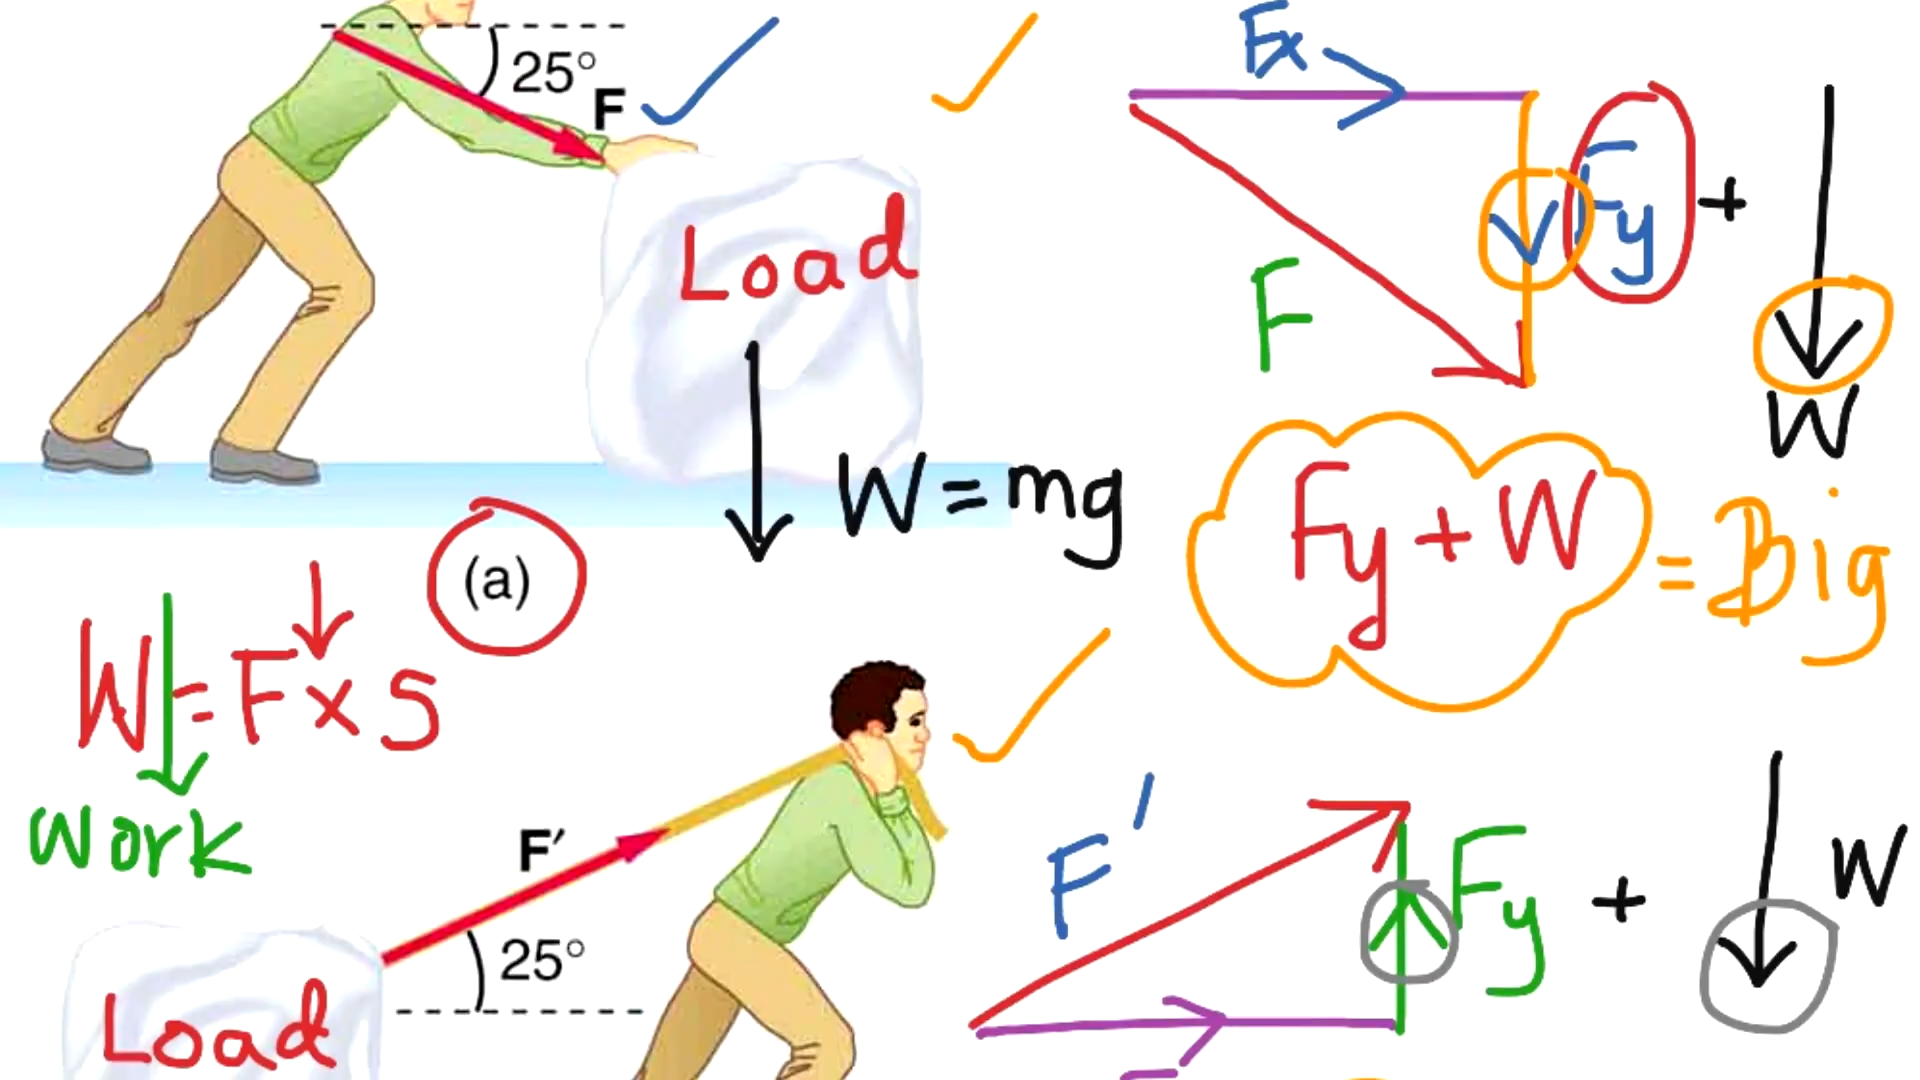 25°
F
Fx
Fy +
F
W
Load
W = mg
Fy + W = Big
(a)
W = F x S
Work
F′
25°
Load
F′
Fy + W